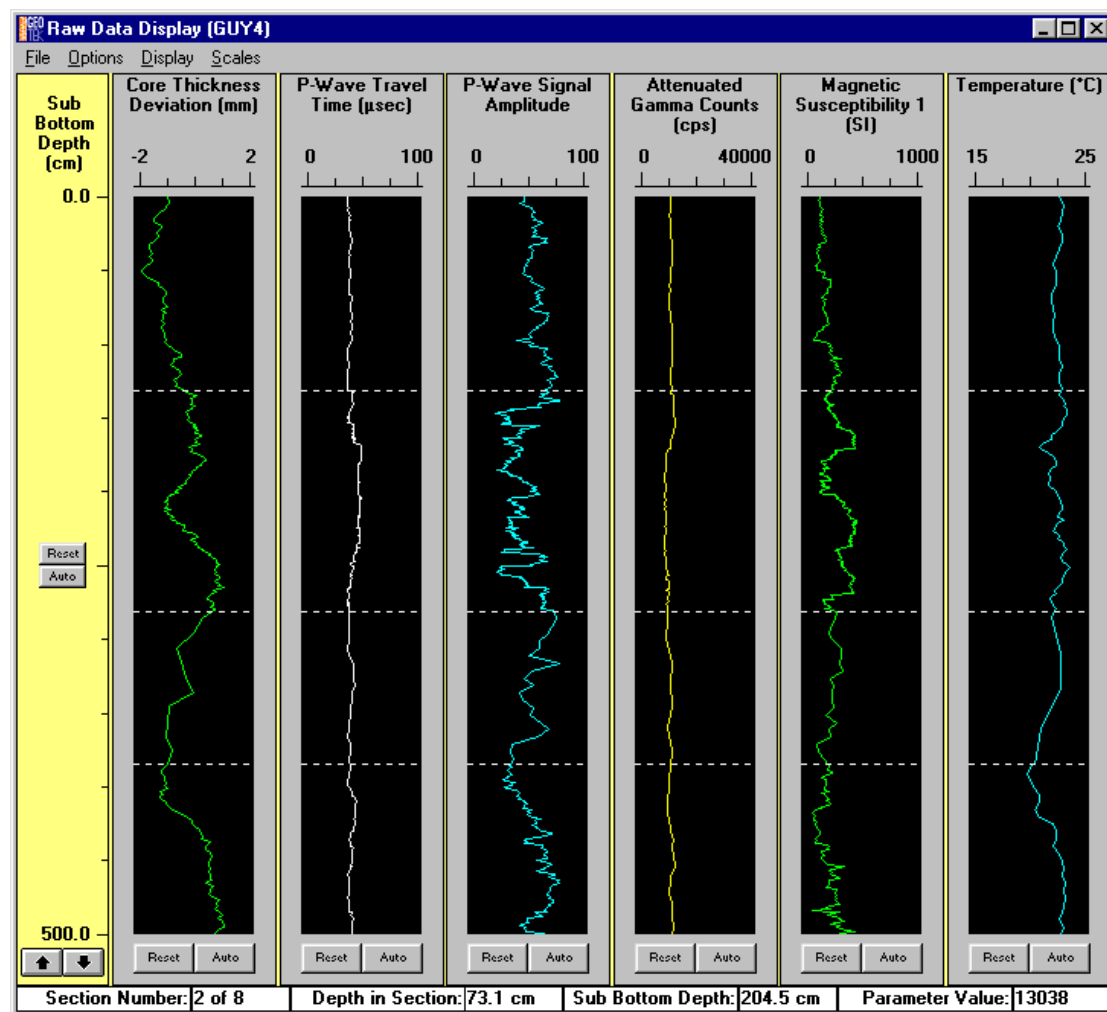 GEO
TEK
Raw Data Display (GUY4)
File Options Display Scales
Sub
Bottom
Depth
(cm)
0.0
Reset
Auto
500.0
Core Thickness
Deviation (mm)
-2 2
Reset Auto
P-Wave Travel
Time (µsec)
0 100
Reset Auto
P-Wave Signal
Amplitude
0 100
Reset Auto
Attenuated
Gamma Counts
(cps)
0 40000
Reset Auto
Magnetic
Susceptibility 1
(SI)
0 1000
Reset Auto
Temperature (°C)
15 25
Reset Auto
Section Number: 2 of 8 Depth in Section: 73.1 cm Sub Bottom Depth: 204.5 cm Parameter Value: 13038